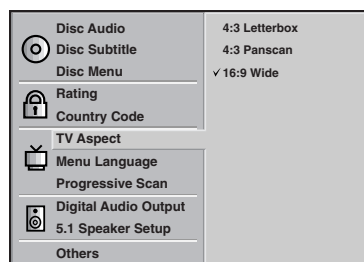 Disc Audio
Disc Subtitle
Disc Menu
Rating
Country Code
TV Aspect
Menu Language
Progressive Scan
Digital Audio Output
5.1 Speaker Setup
Others
4:3 Letterbox
4:3 Panscan
✓ 16:9 Wide